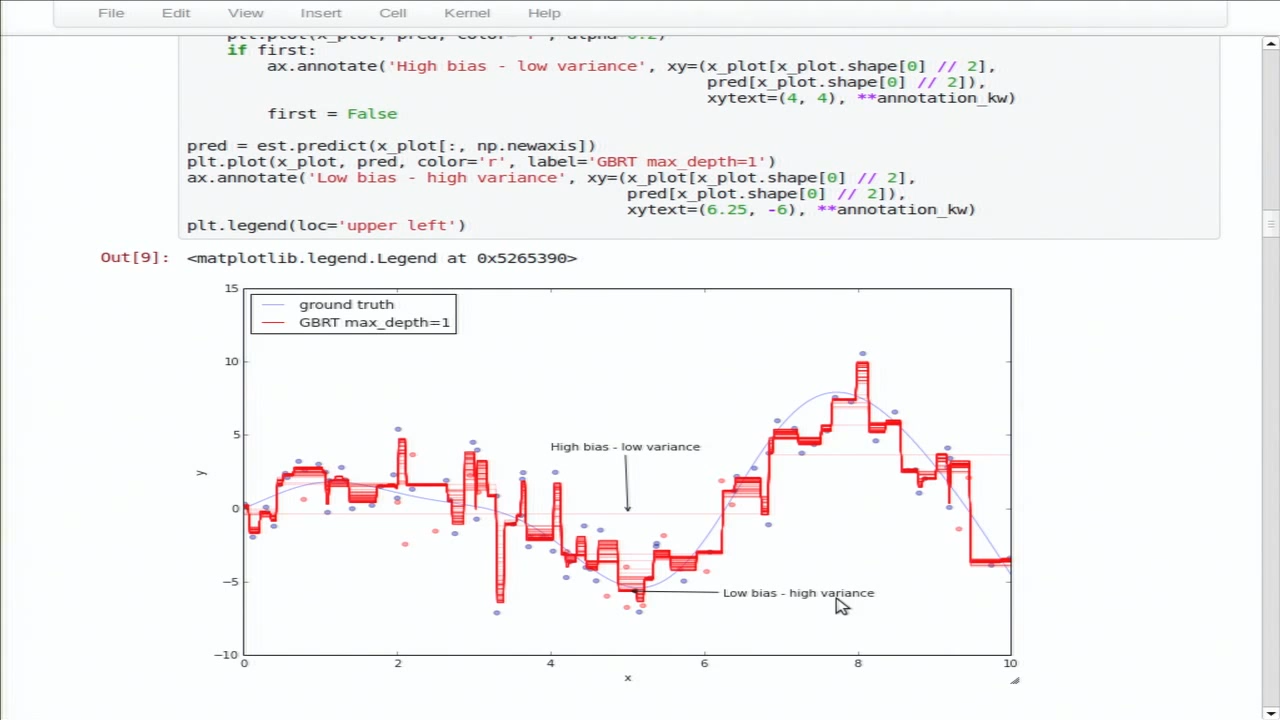 File Edit View Insert Cell Kernel Help
if first:
ax.annotate('High bias - low variance', xy=(x_plot[x_plot.shape[0] // 2],
pred[x_plot.shape[0] // 2]),
xytext=(4, 4), **annotation_kw)
first = False
pred = est.predict(x_plot[:, np.newaxis])
plt.plot(x_plot, pred, color='r', label='GBRT max_depth=1')
ax.annotate('Low bias - high variance', xy=(x_plot[x_plot.shape[0] // 2],
pred[x_plot.shape[0] // 2]),
xytext=(6.25, -6), **annotation_kw)
plt.legend(loc='upper left')
Out[9]: <matplotlib.legend.Legend at 0x5265390>
15
ground truth
GBRT max_depth=1
10
5
High bias - low variance
y
0
−5
Low bias - high variance
−10
0 2 4 6 8 10
x